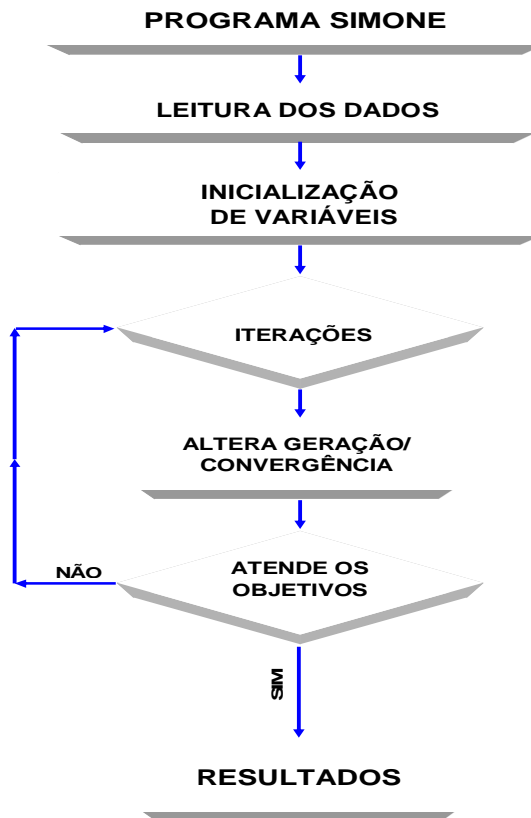 PROGRAMA SIMONE
LEITURA DOS DADOS
INICIALIZAÇÃO
DE VARIÁVEIS
ITERAÇÕES
ALTERA GERAÇÃO/
CONVERGÊNCIA
ATENDE OS
OBJETIVOS
NÃO
SIM
RESULTADOS